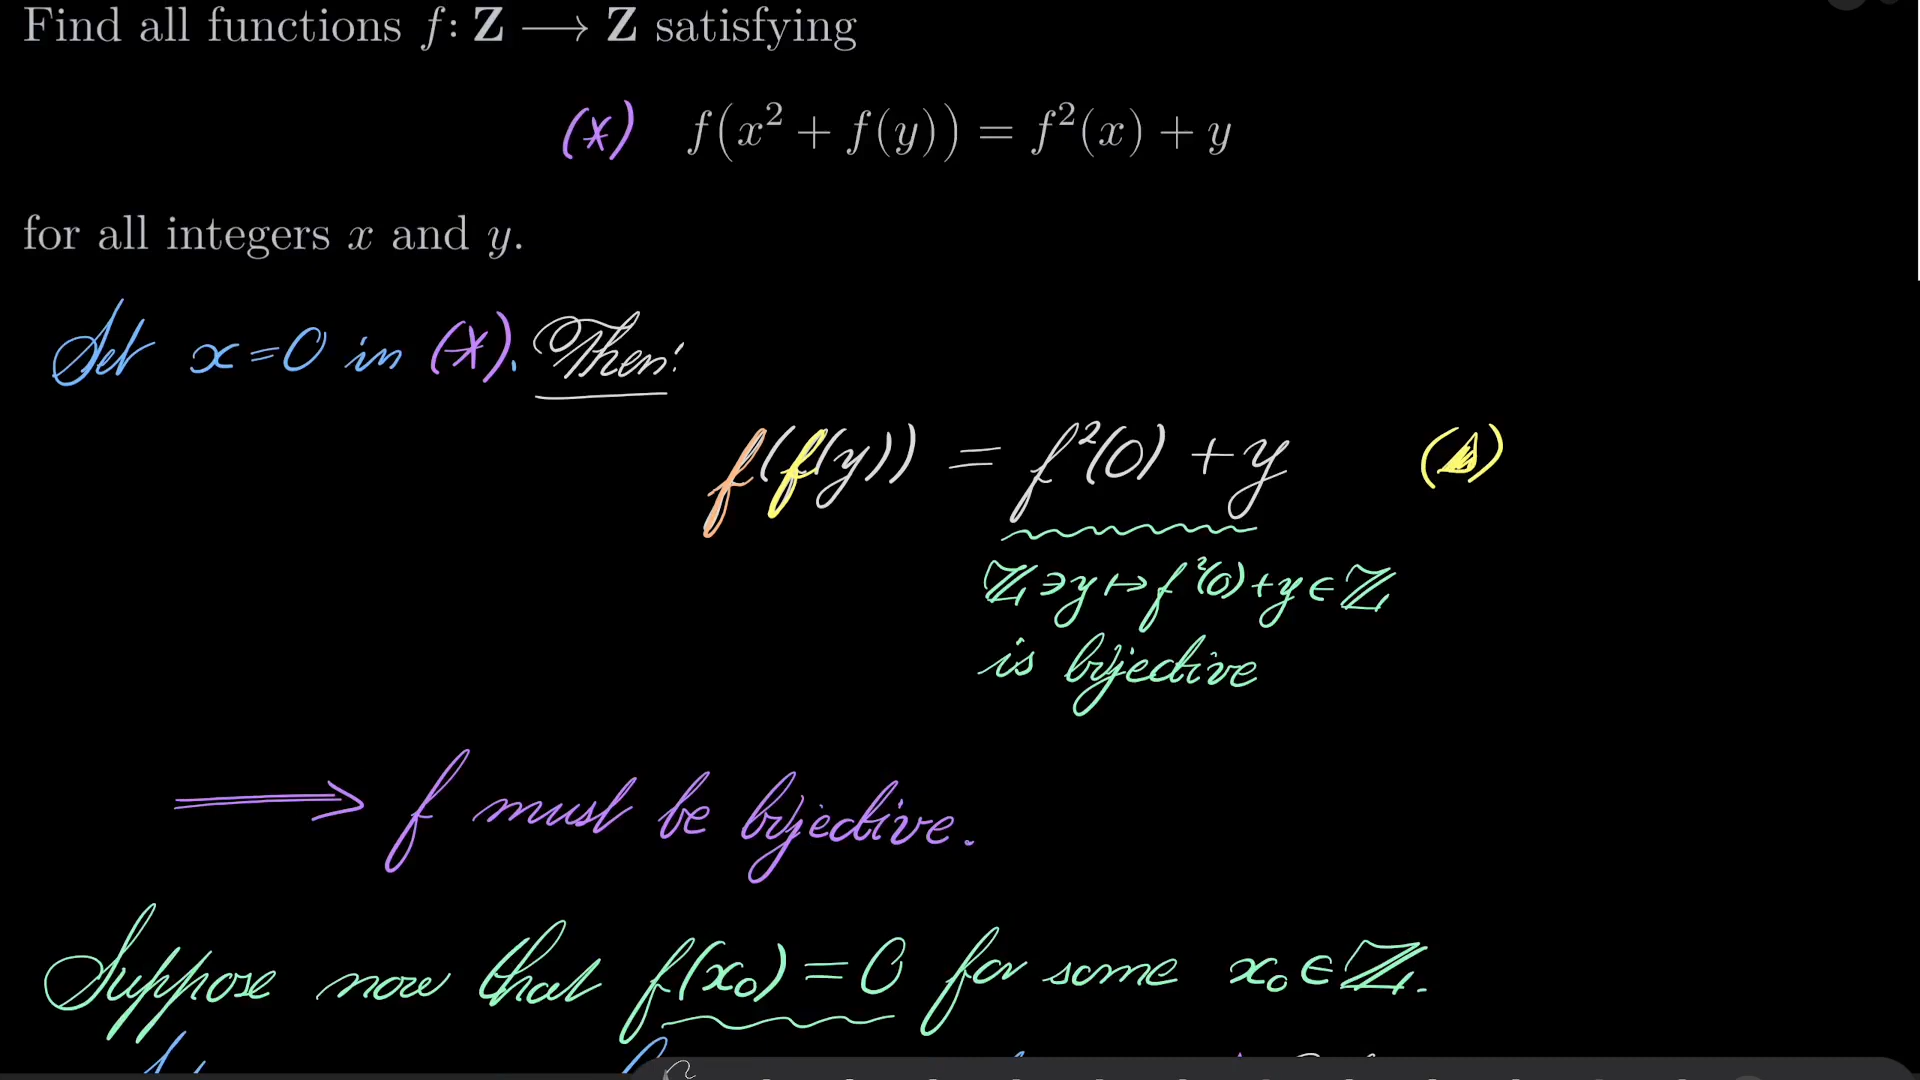 Find all functions f: Z ⟶ Z satisfying
(*) f(x² + f(y)) = f²(x) + y
for all integers x and y.
Set x=0 in (*). Then:
f(f(y)) = f²(0) + y (Δ)
ℤ ∋ y ↦ f²(0) + y ∈ ℤ
is bijective
⟹ f must be bijective.
Suppose now that f(x₀) = 0 for some x₀ ∈ ℤ.